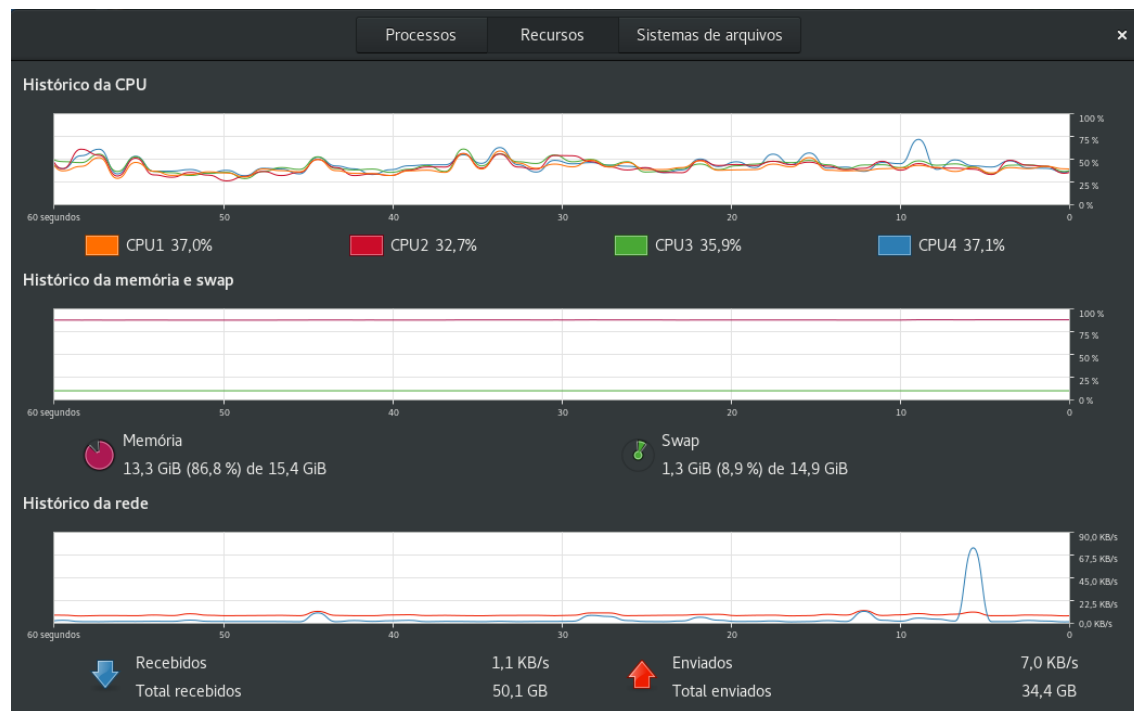 Processos Recursos Sistemas de arquivos ×
Histórico da CPU
100 %
75 %
50 %
25 %
0 %
60 segundos 50 40 30 20 10 0
CPU1 37,0% CPU2 32,7% CPU3 35,9% CPU4 37,1%
Histórico da memória e swap
100 %
75 %
50 %
25 %
0 %
60 segundos 50 40 30 20 10 0
Memória Swap
13,3 GiB (86,8 %) de 15,4 GiB 1,3 GiB (8,9 %) de 14,9 GiB
Histórico da rede
90,0 KB/s
67,5 KB/s
45,0 KB/s
22,5 KB/s
0,0 KB/s
60 segundos 50 40 30 20 10 0
Recebidos 1,1 KB/s Enviados 7,0 KB/s
Total recebidos 50,1 GB Total enviados 34,4 GB